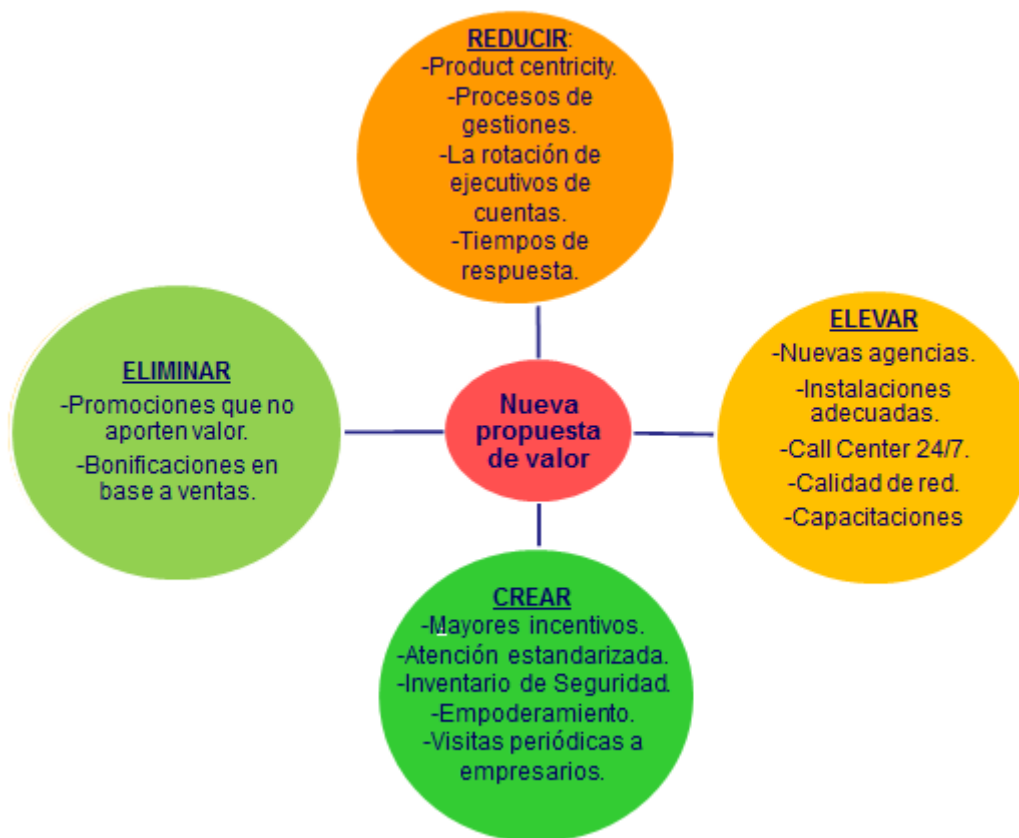 REDUCIR:
-Product centricity.
-Procesos de
gestiones.
-La rotación de
ejecutivos de
cuentas.
-Tiempos de
respuesta.
ELIMINAR
-Promociones que no
aporten valor.
-Bonificaciones en
base a ventas.
Nueva
propuesta
de valor
ELEVAR
-Nuevas agencias.
-Instalaciones
adecuadas.
-Call Center 24/7.
-Calidad de red.
-Capacitaciones
CREAR
-Mayores incentivos.
-Atención estandarizada.
-Inventario de Seguridad.
-Empoderamiento.
-Visitas periódicas a
empresarios.